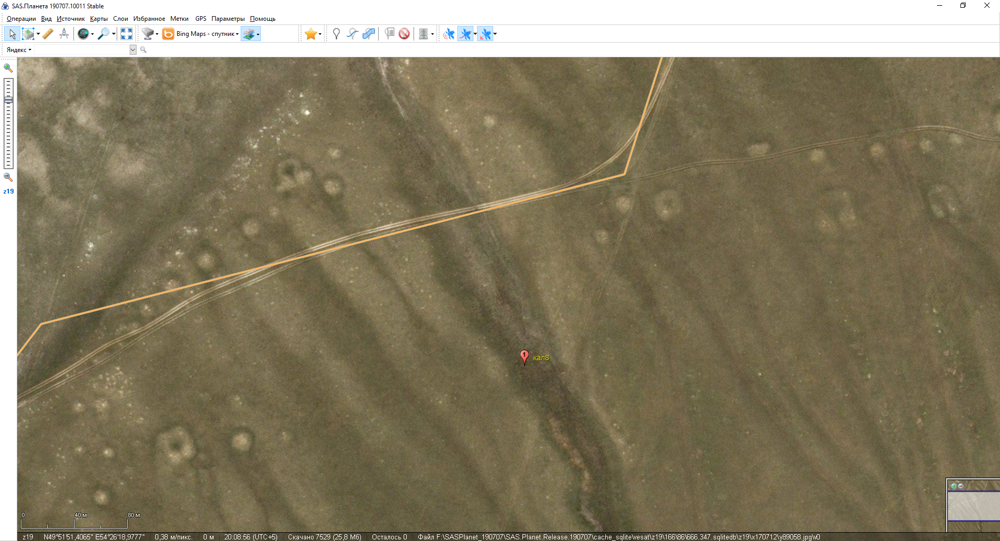 SAS.Планета 190707.10011 Stable
Операции Вид Источник Карты Слои Избранное Метки GPS Параметры Помощь
Bing Maps - спутник
Яндекс
z19
1 кал8
0 40 м 80 м
z19 N49°51'51,4065" E54°26'18,9777" 0,38 м/пикс. 0 м 20:08:56 (UTC+5) Скачано 7529 (25,8 Мб) Осталось 0 Файл F:\SASPlanet_190707\SAS.Planet.Release.190707\cache_sqlite\vesat\z19\166\86\666.347.sqlitedb\z19\x170712\y89058.jpg\v0